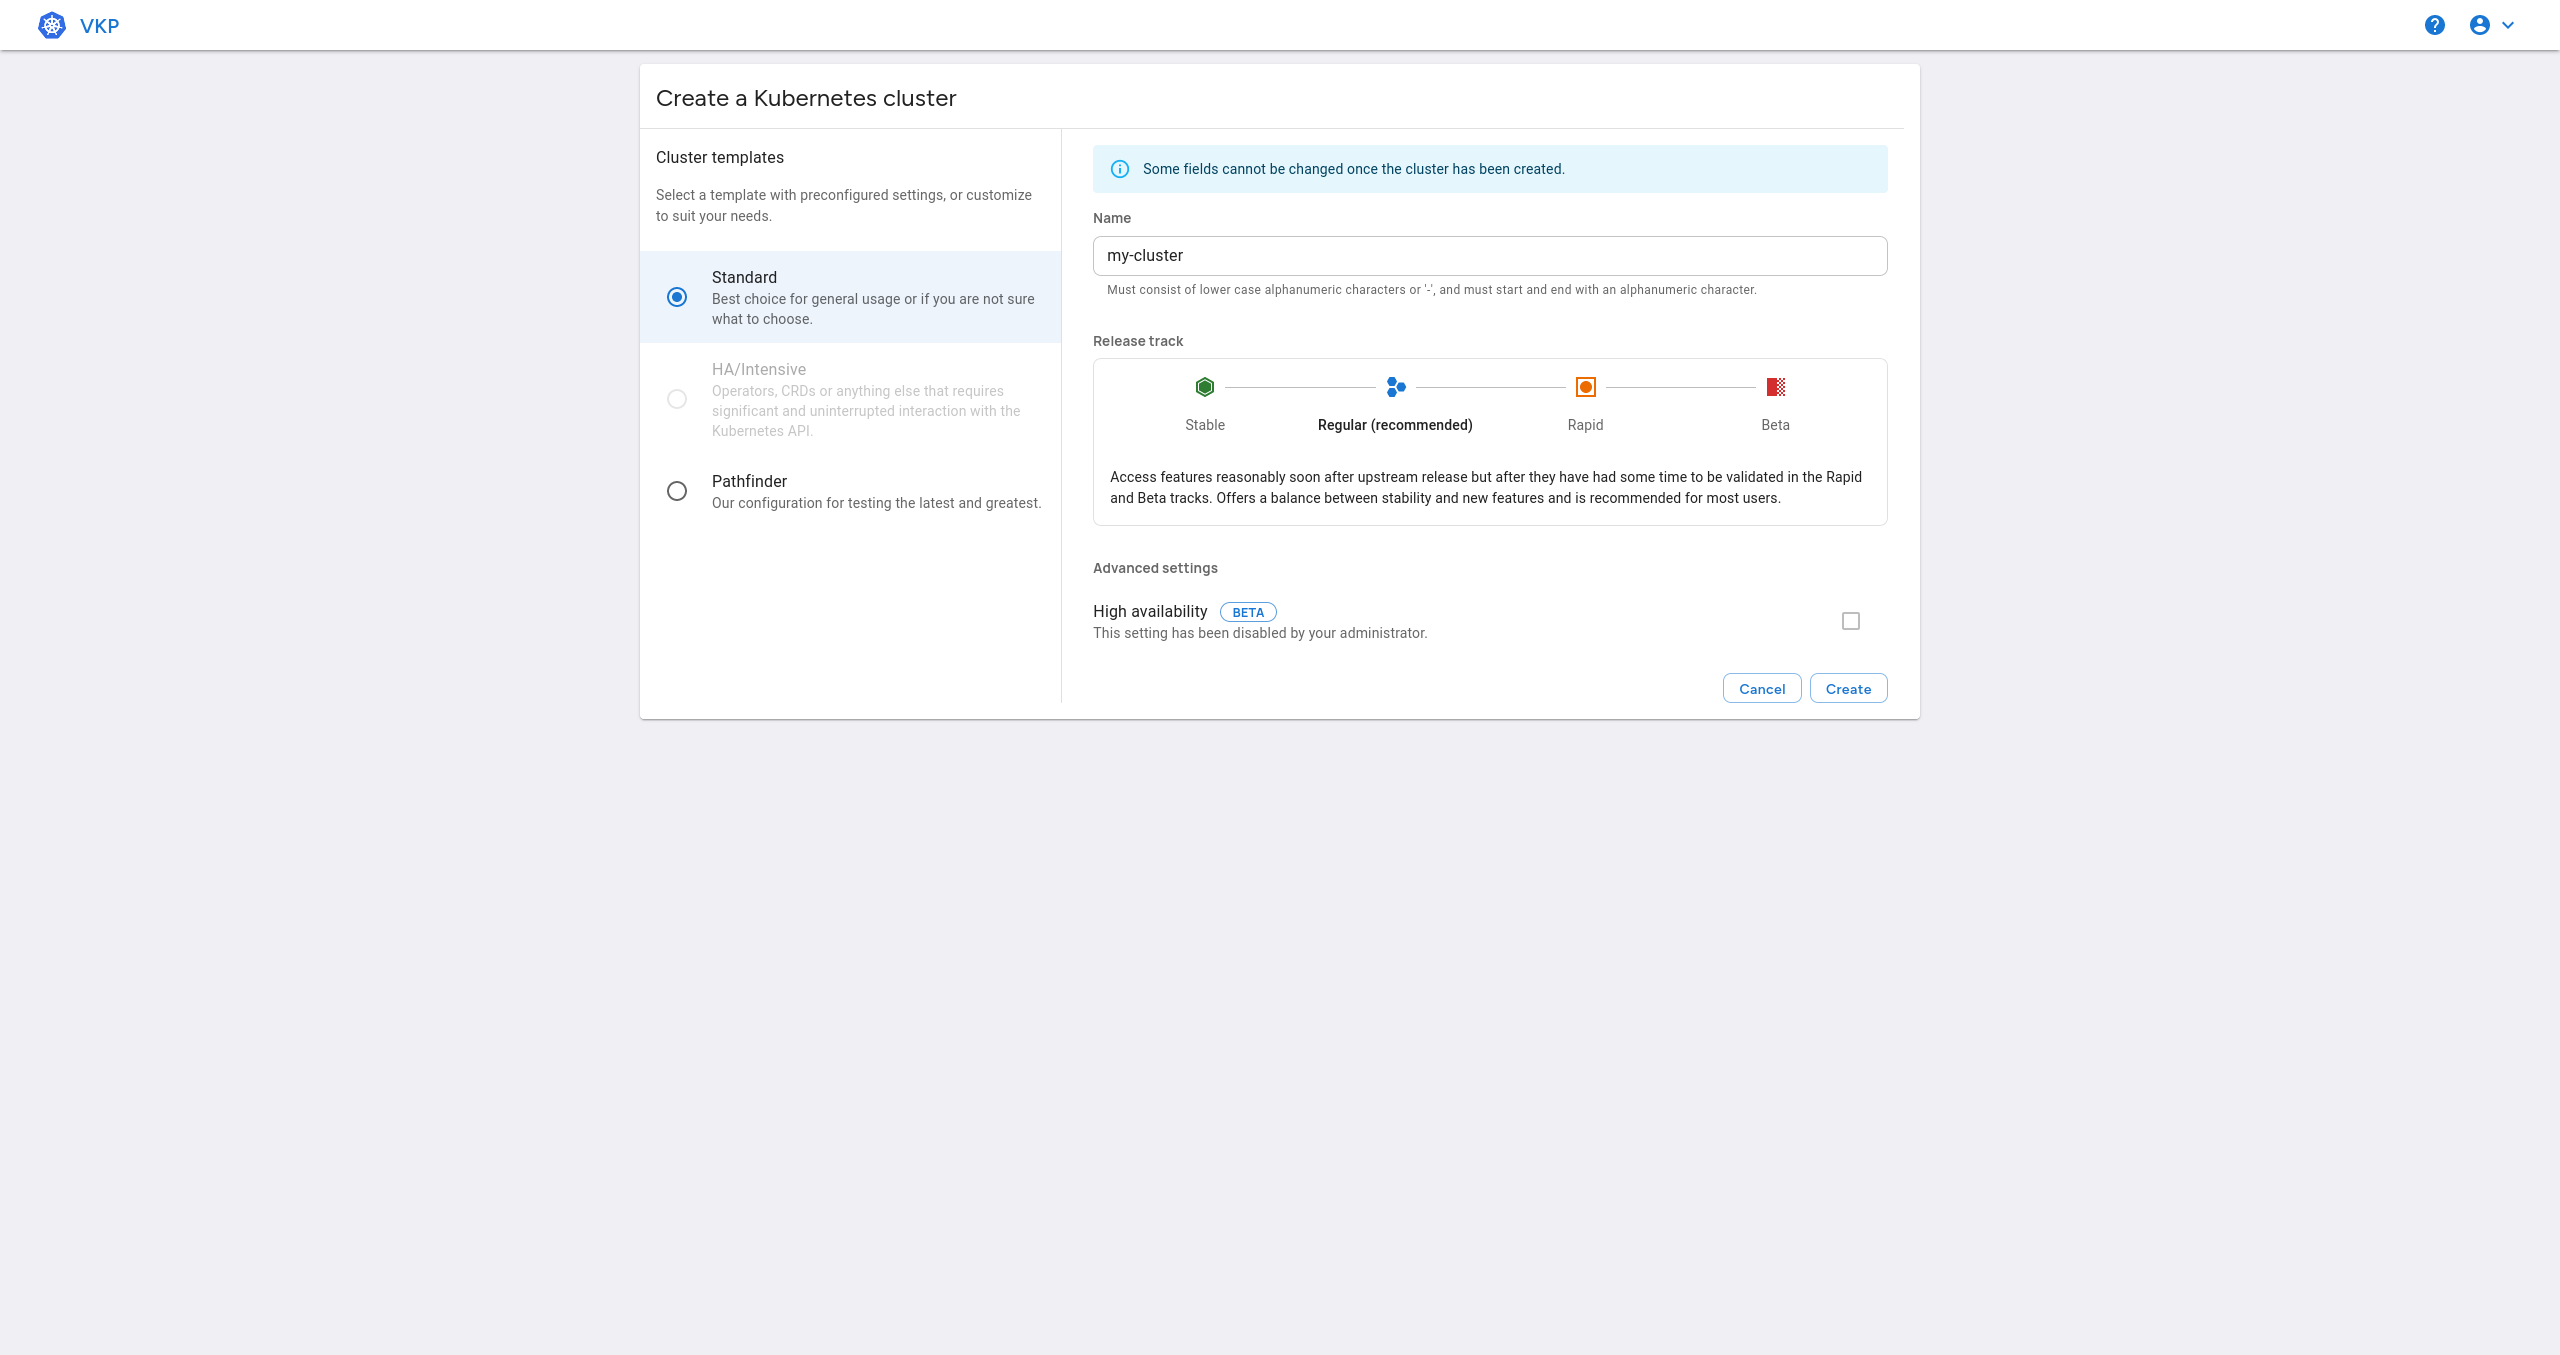 VKP
Create a Kubernetes cluster
Cluster templates
Select a template with preconfigured settings, or customize
to suit your needs.
Standard
Best choice for general usage or if you are not sure
what to choose.
HA/Intensive
Operators, CRDs or anything else that requires
significant and uninterrupted interaction with the
Kubernetes API.
Pathfinder
Our configuration for testing the latest and greatest.
Some fields cannot be changed once the cluster has been created.
Name
my-cluster
Must consist of lower case alphanumeric characters or '-', and must start and end with an alphanumeric character.
Release track
Stable
Regular (recommended)
Rapid
Beta
Access features reasonably soon after upstream release but after they have had some time to be validated in the Rapid
and Beta tracks. Offers a balance between stability and new features and is recommended for most users.
Advanced settings
High availability BETA
This setting has been disabled by your administrator.
Cancel
Create